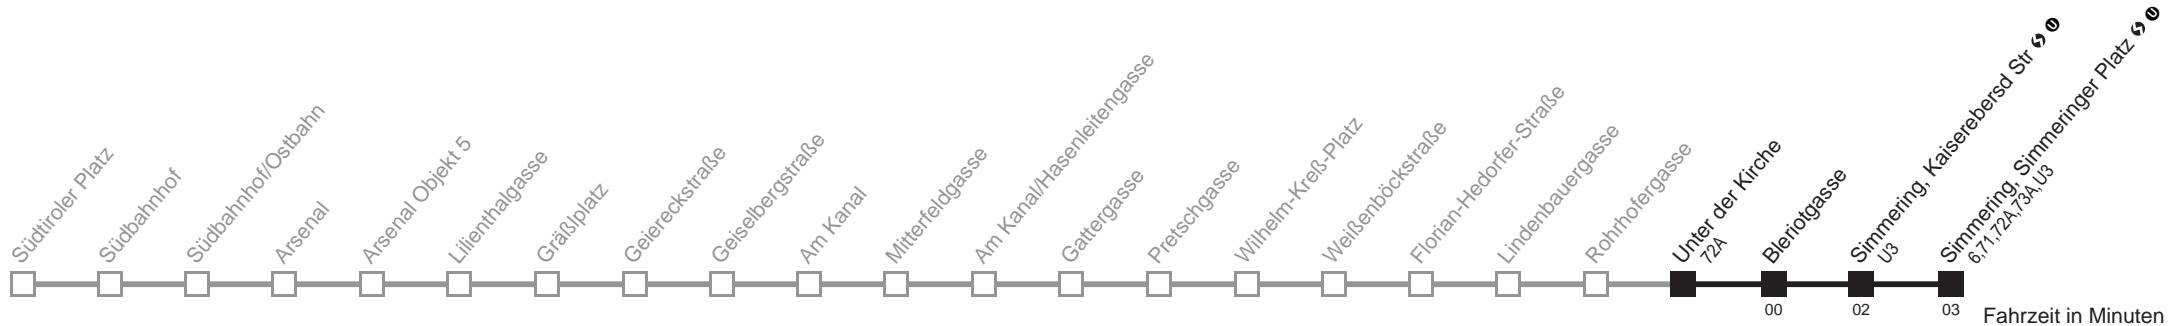 Südtiroler Platz
Südbahnhof
Südbahnhof/Ostbahn
Arsenal
Arsenal Objekt 5
Lilienthalgasse
Gräßlplatz
Geiereckstraße
Geiselbergstraße
Am Kanal
Mitterfeldgasse
Am Kanal/Hasenleitengasse
Gattergasse
Pretschgasse
Wilhelm-Kreß-Platz
Weißenböckstraße
Florian-Hedorfer-Straße
Lindenbauergasse
Rohrhofergasse
Unter der Kirche
72A
Bleriotgasse
Simmering, Kaiserebersd Str S U
U3
Simmering, Simmeringer Platz S U
6,71,72A,73A,U3
00 02 03 Fahrzeit in Minuten